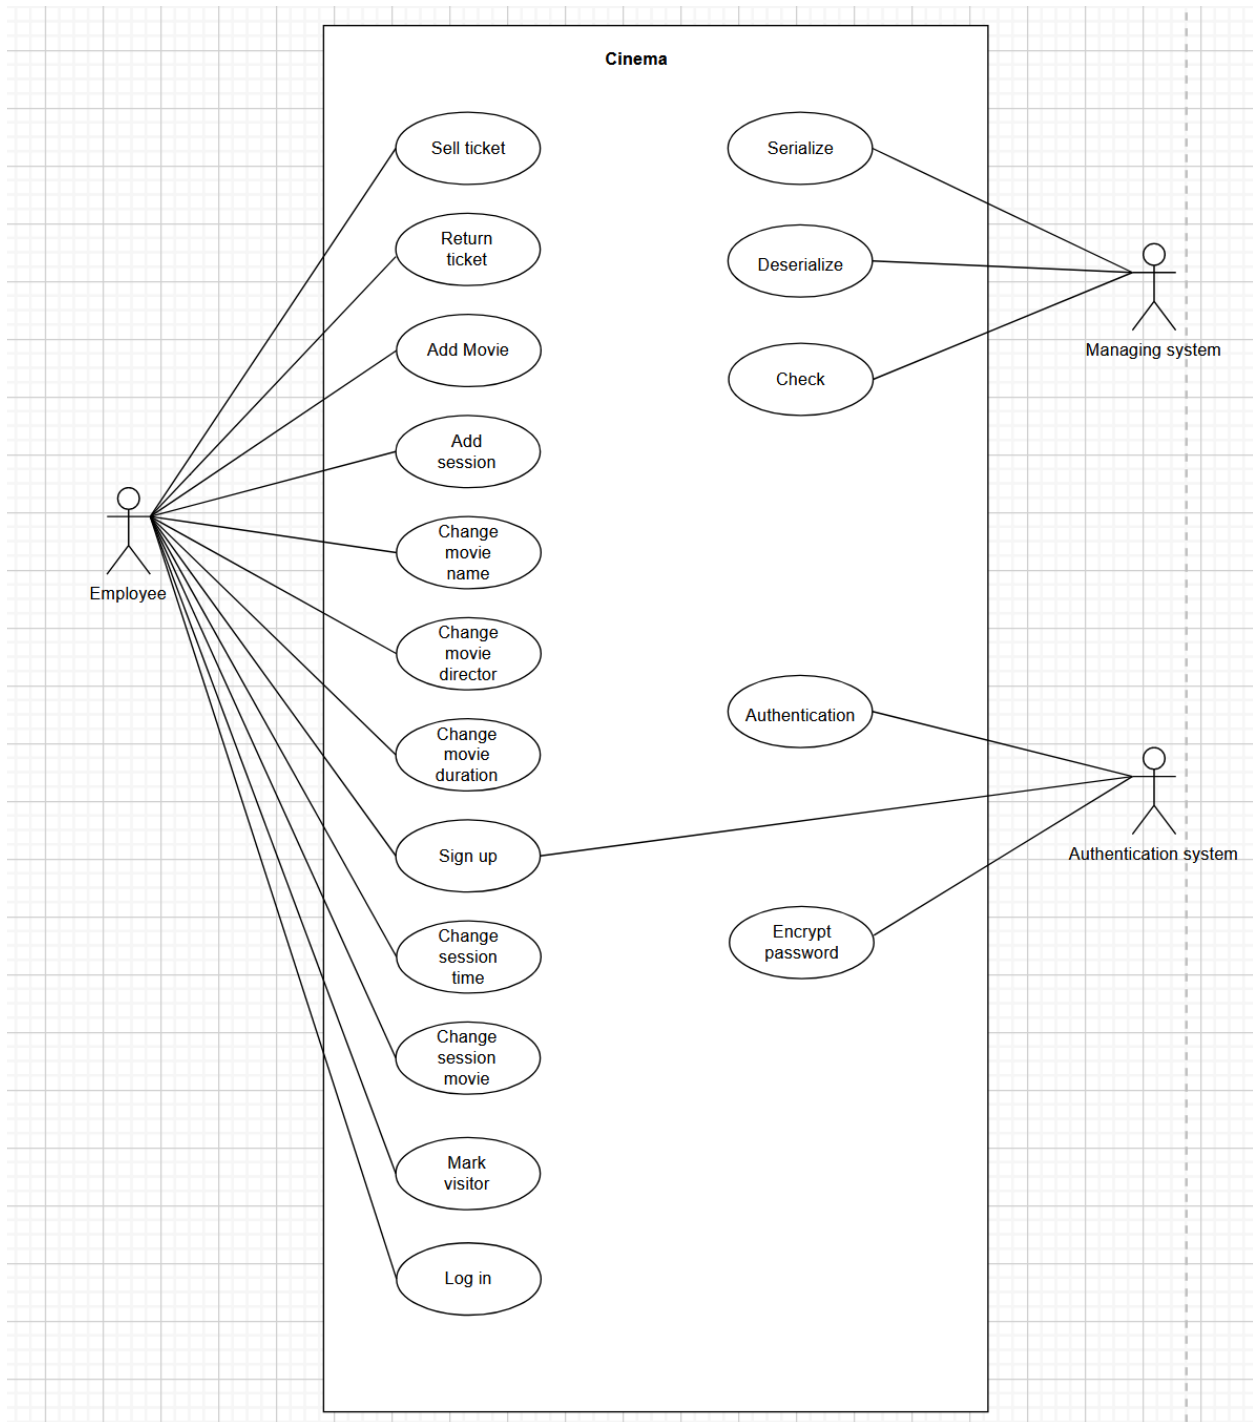 Cinema
Sell ticket
Return
ticket
Add Movie
Add
session
Change
movie
name
Change
movie
director
Change
movie
duration
Sign up
Change
session
time
Change
session
movie
Mark
visitor
Log in
Employee
Serialize
Deserialize
Check
Managing system
Authentication
Encrypt
password
Authentication system